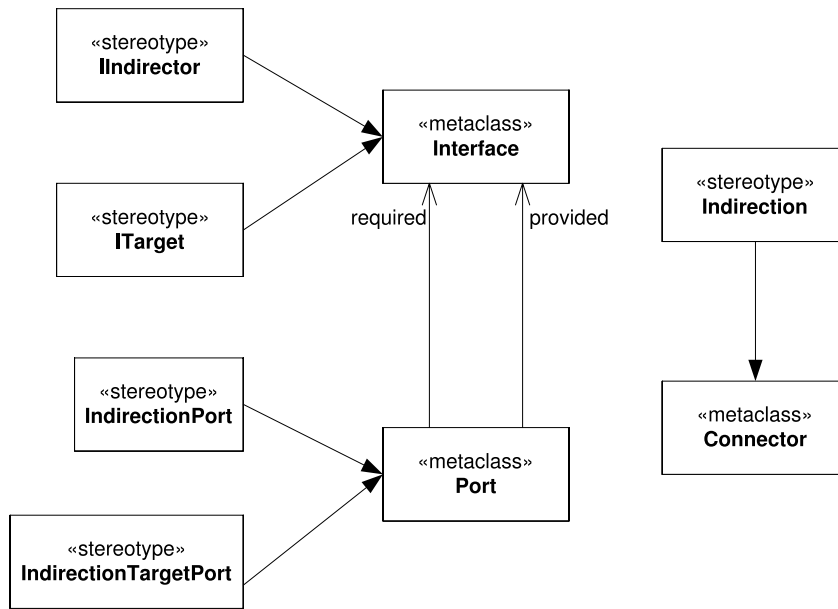 «stereotype»
IIndirector
«metaclass»
Interface
«stereotype»
Indirection
«stereotype»
ITarget
required
provided
«stereotype»
IndirectionPort
«metaclass»
Connector
«metaclass»
Port
«stereotype»
IndirectionTargetPort